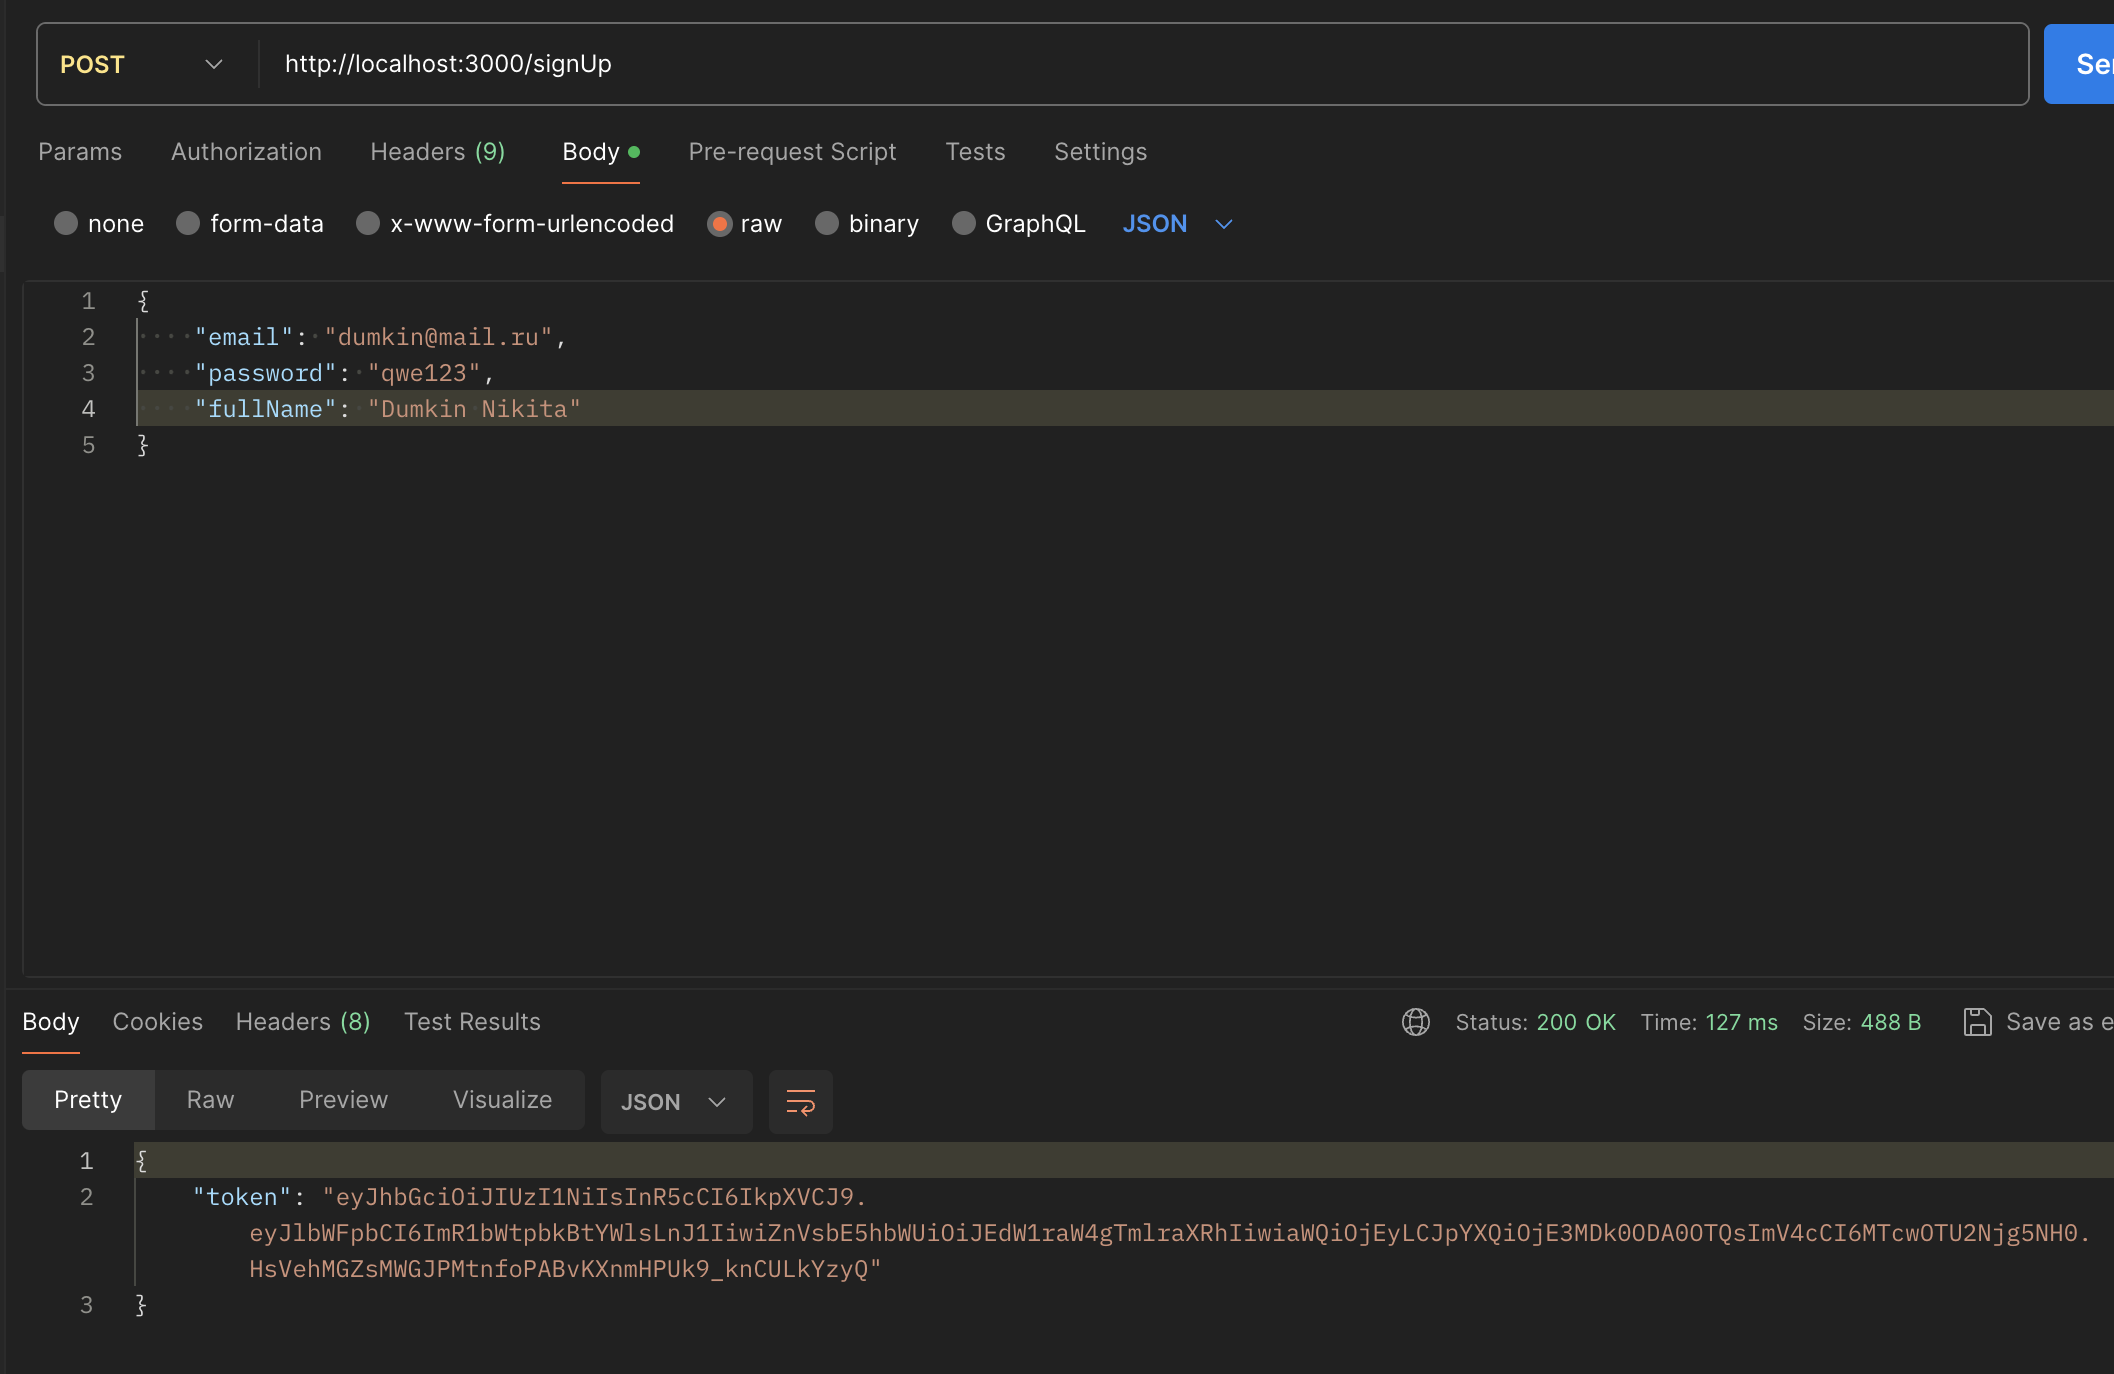 POST http://localhost:3000/signUp
Params Authorization Headers (9) Body Pre-request Script Tests Settings
none form-data x-www-form-urlencoded raw binary GraphQL JSON
1 {
2 "email": "dumkin@mail.ru",
3 "password": "qwe123",
4 "fullName": "Dumkin Nikita"
5 }
Body Cookies Headers (8) Test Results Status: 200 OK Time: 127 ms Size: 488 B Save as e
Pretty Raw Preview Visualize JSON
1 {
2 "token": "eyJhbGciOiJIUzI1NiIsInR5cCI6IkpXVCJ9.
eyJlbWFpbCI6ImR1bWtpbkBtYWlsLnJ1IiwiZnVsbE5hbWUiOiJEdW1raW4gTmlraXRhIiwiaWQiOjEyLCJpYXQiOjE3MDk0ODA0OTQsImV4cCI6MTcwOTU2Njg5NH0.
HsVehMGZsMWGJPMtnfoPABvKXnmHPUk9_knCULkYzyQ"
3 }